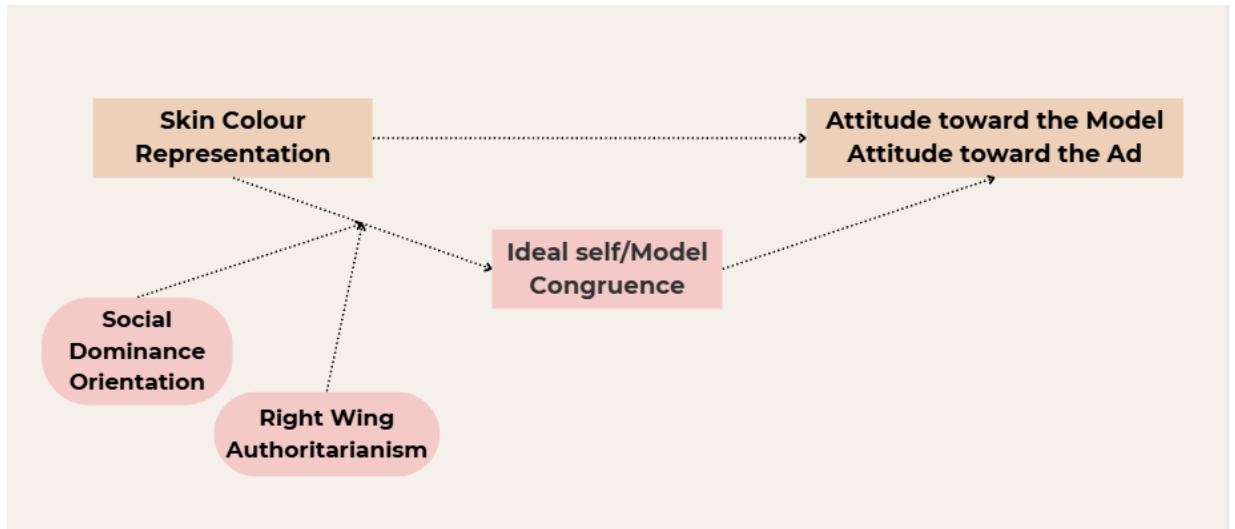 Skin Colour
Representation
Attitude toward the Model
Attitude toward the Ad
Ideal self/Model
Congruence
Social
Dominance
Orientation
Right Wing
Authoritarianism